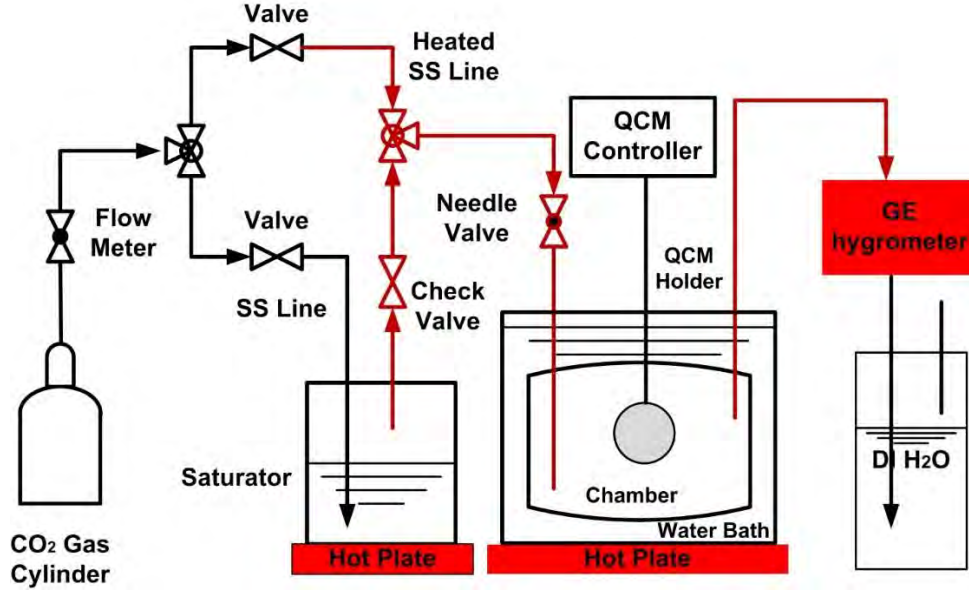 Valve
Heated
SS Line
QCM
Controller
Flow
Meter
Valve
SS Line
Check
Valve
Needle
Valve
QCM
Holder
GE
hygrometer
Saturator
DI H₂O
Chamber
Water Bath
Hot Plate
Hot Plate
CO₂ Gas
Cylinder